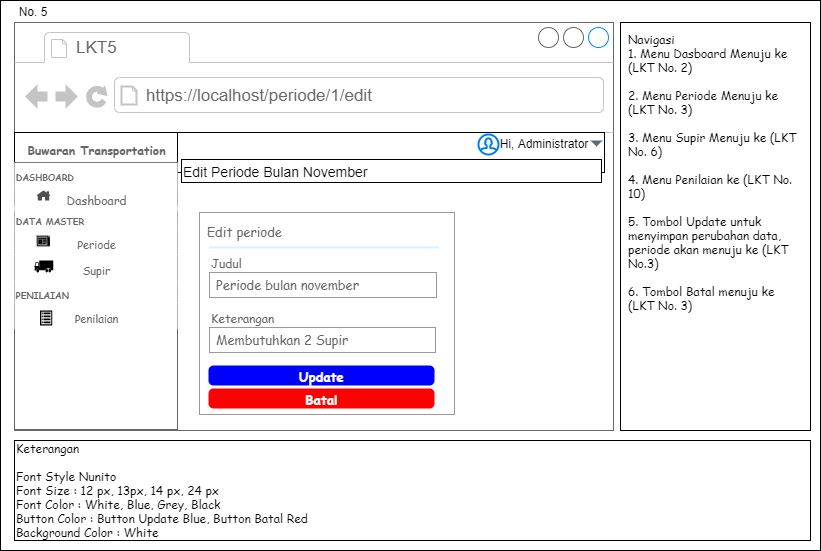 No. 5
LKT5
https://localhost/periode/1/edit
Buwaran Transportation
Hi, Administrator
Edit Periode Bulan November
DASHBOARD
Dashboard
DATA MASTER
Periode
Supir
PENILAIAN
Penilaian
Edit periode
Judul
Periode bulan november
Keterangan
Membutuhkan 2 Supir
Update
Batal
Navigasi
1. Menu Dasboard Menuju ke
(LKT No. 2)
2. Menu Periode Menuju ke
(LKT No. 3)
3. Menu Supir Menuju ke (LKT
No. 6)
4. Menu Penilaian ke (LKT No.
10)
5. Tombol Update untuk
menyimpan perubahan data,
periode akan menuju ke (LKT
No.3)
6. Tombol Batal menuju ke
(LKT No. 3)
Keterangan
Font Style Nunito
Font Size : 12 px, 13px, 14 px, 24 px
Font Color : White, Blue, Grey, Black
Button Color : Button Update Blue, Button Batal Red
Background Color : White